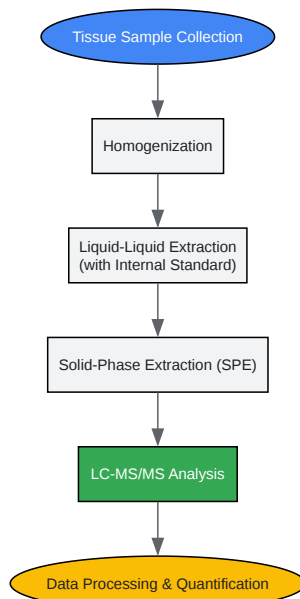 Tissue Sample Collection
Homogenization
Liquid-Liquid Extraction
(with Internal Standard)
Solid-Phase Extraction (SPE)
LC-MS/MS Analysis
Data Processing & Quantification